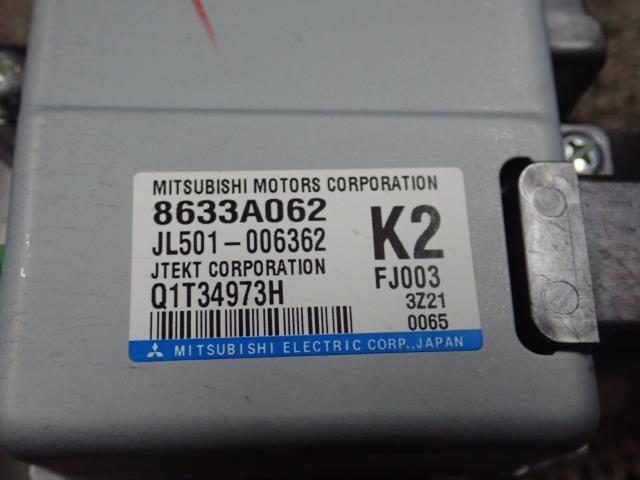 MITSUBISHI MOTORS CORPORATION
8633A062
JL501-006362
K2
JTEKT CORPORATION
FJ003
Q1T34973H
3Z21
0065
MITSUBISHI ELECTRIC CORP.,JAPAN